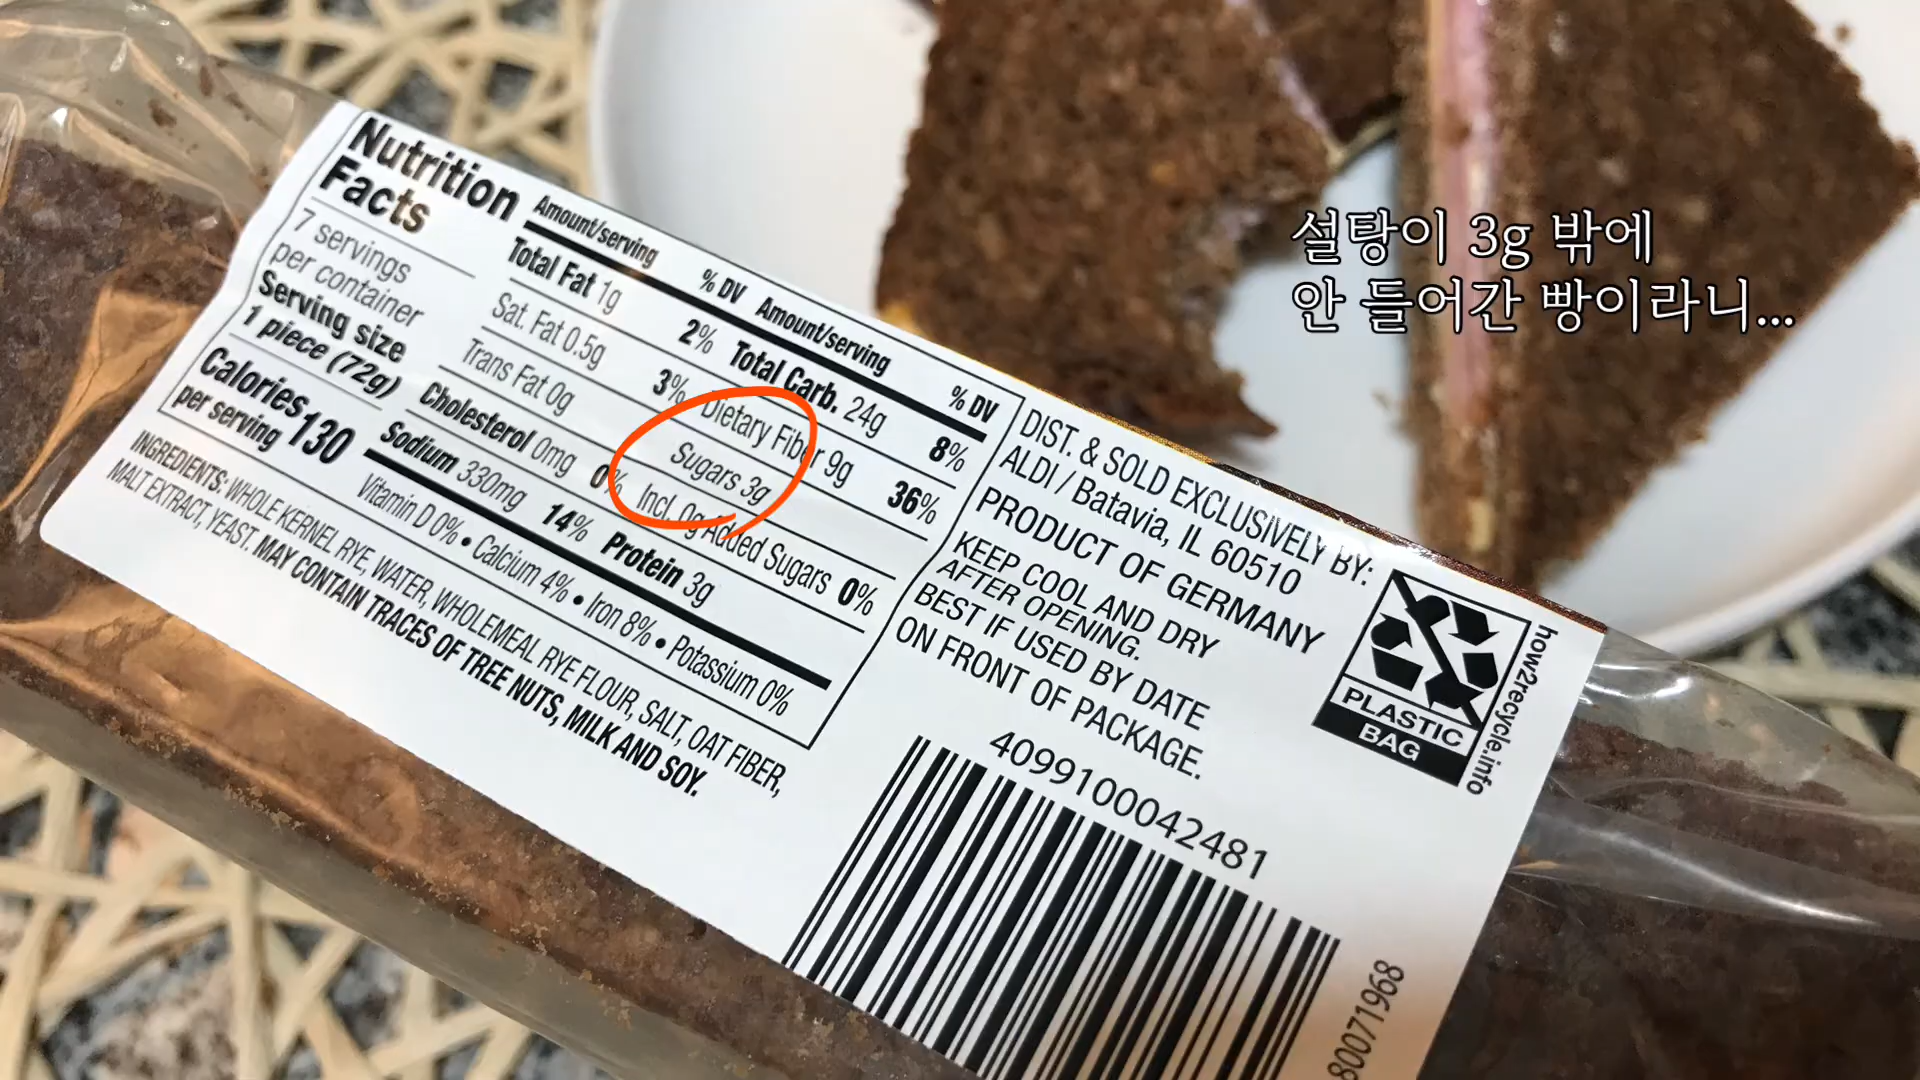 Nutrition
Facts
7 servings
per container
Serving size
1 piece (72g)
Calories 130
per serving
Amount/serving % DV
Total Fat 1g 2%
Sat. Fat 0.5g 3%
Trans Fat 0g
Cholesterol 0mg 0%
Sodium 330mg 14%
Amount/serving % DV
Total Carb. 24g 8%
Dietary Fiber 9g 36%
Sugars 3g
Incl. 0g Added Sugars 0%
Protein 3g
Vitamin D 0% • Calcium 4% • Iron 8% • Potassium 0%
INGREDIENTS: WHOLE KERNEL RYE, WATER, WHOLEMEAL RYE FLOUR, SALT, OAT FIBER,
MALT EXTRACT, YEAST. MAY CONTAIN TRACES OF TREE NUTS, MILK AND SOY.
DIST. & SOLD EXCLUSIVELY BY:
ALDI / Batavia, IL 60510
PRODUCT OF GERMANY
KEEP COOL AND DRY
AFTER OPENING.
BEST IF USED BY DATE
ON FRONT OF PACKAGE.
PLASTIC
BAG
how2recycle.info
4099100042481
80071968
설탕이 3g 밖에
안 들어간 빵이라니...